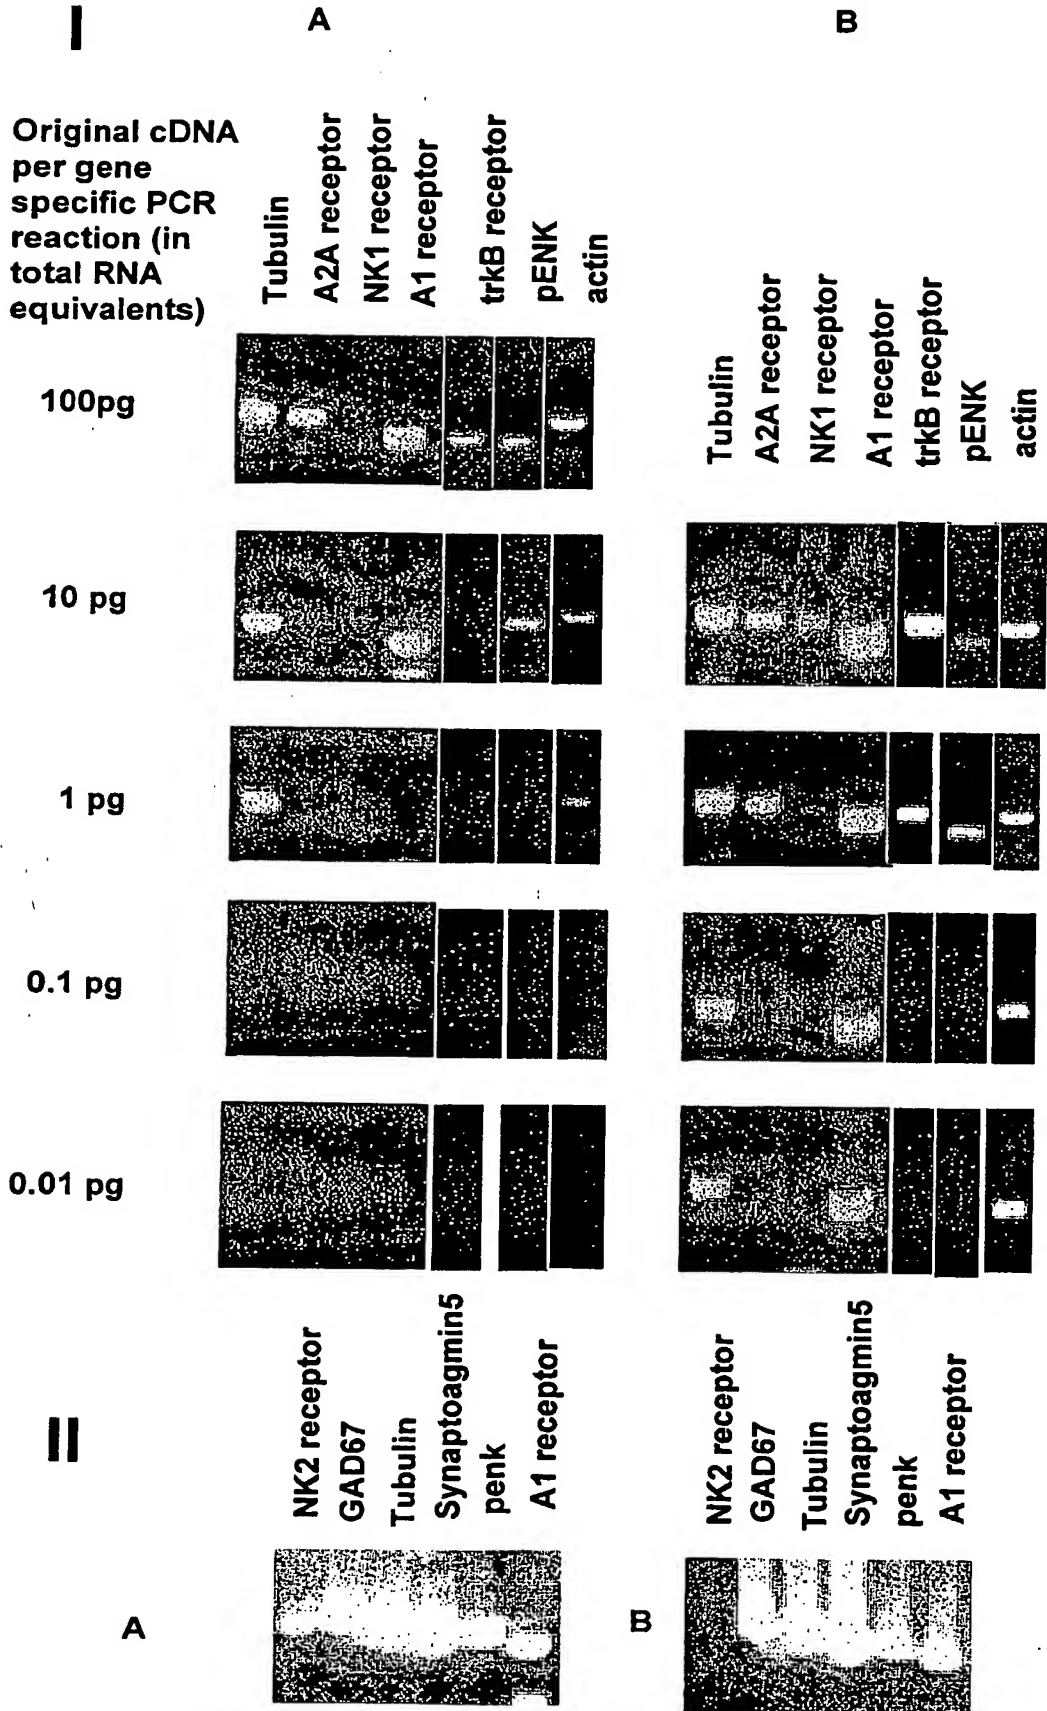 I
A
B
Original cDNA
per gene
specific PCR
reaction (in
total RNA
equivalents)
Tubulin
A2A receptor
NK1 receptor
A1 receptor
trkB receptor
pENK
actin
Tubulin
A2A receptor
NK1 receptor
A1 receptor
trkB receptor
pENK
actin
100pg
10 pg
1 pg
0.1 pg
0.01 pg
II
NK2 receptor
GAD67
Tubulin
Synaptoagmin5
penk
A1 receptor
NK2 receptor
GAD67
Tubulin
Synaptoagmin5
penk
A1 receptor
A
B